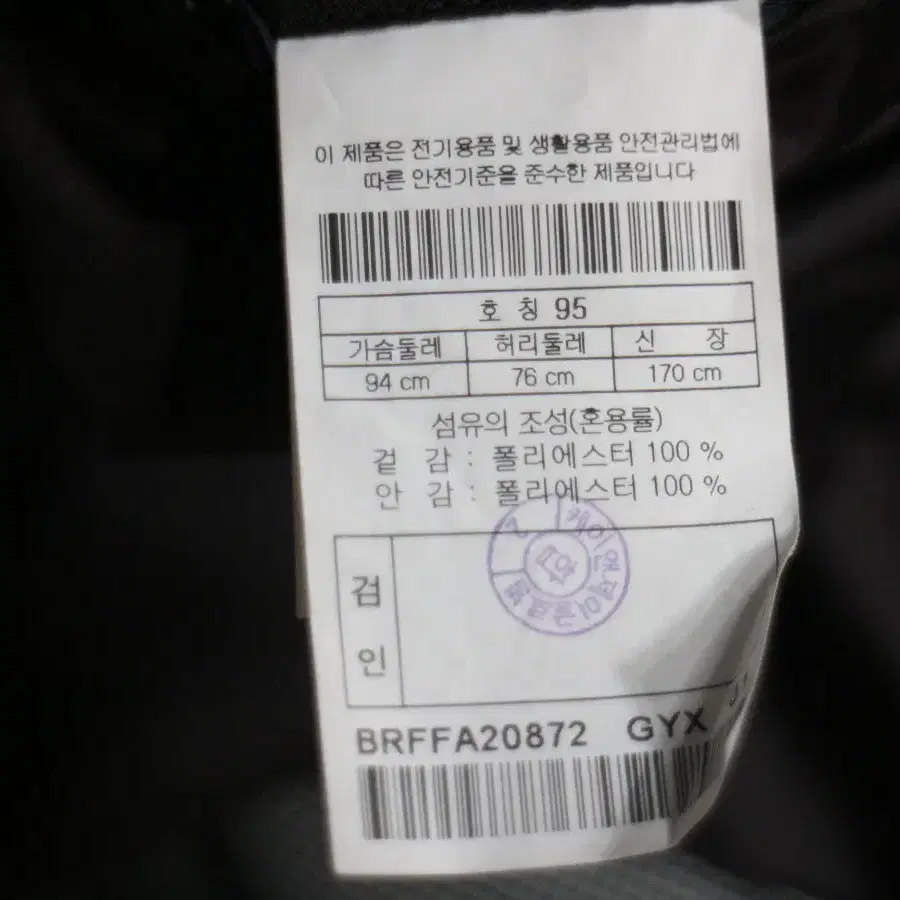 이 제품은 전기용품 및 생활용품 안전관리법에
따른 안전기준을 준수한 제품입니다
호 칭 95
가슴둘레 허리둘레 신 장
94 cm 76 cm 170 cm
섬유의 조성(혼용률)
겉 감 : 폴리에스터 100 %
안 감 : 폴리에스터 100 %
검
인
BRFFA20872 GYX